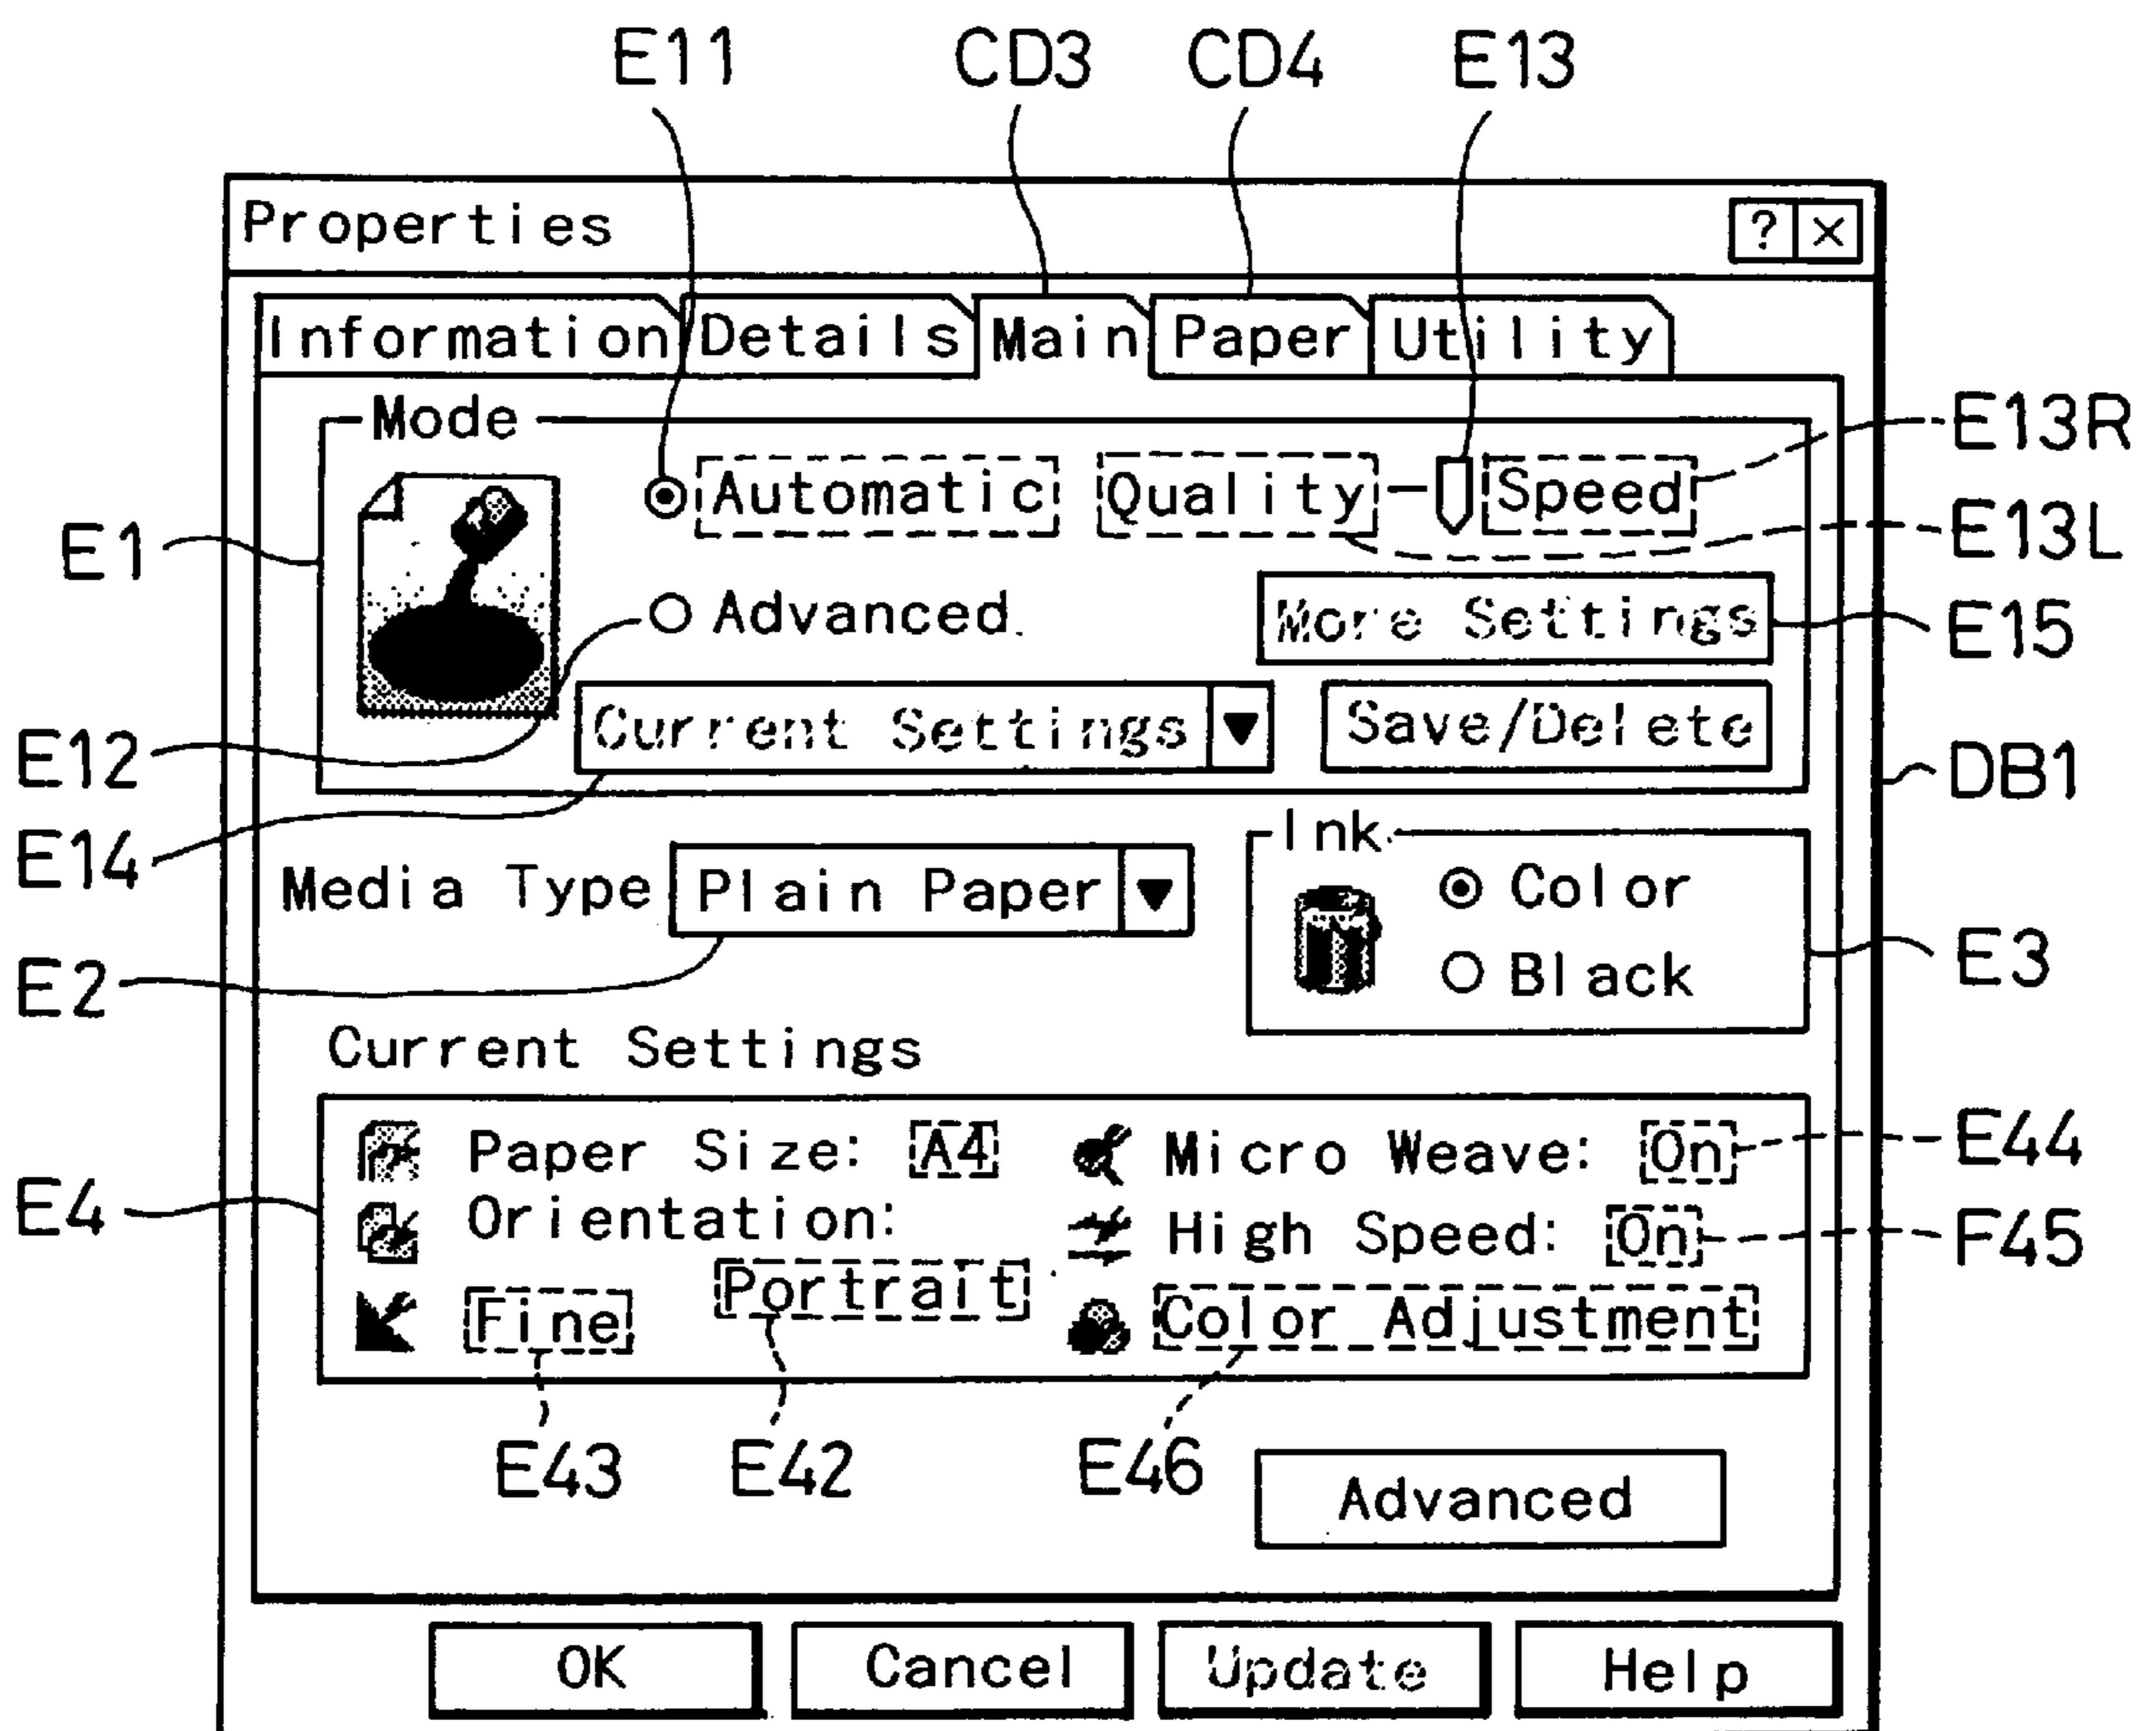 E11 CD3 CD4 E13
Properties ? ×
Information Details Main Paper Utility
Mode
E13R
Automatic Quality Speed
E1
E13L
Advanced More Settings
E15
E12
Current Settings Save/Delete
DB1
E14
Ink
Media Type Plain Paper
Color
E2
Black
E3
Current Settings
Paper Size: A4 Micro Weave: On
E44
E4
Orientation: High Speed: On
F45
Portrait
Fine Color Adjustment
E43 E42 E46
Advanced
OK Cancel Update Help